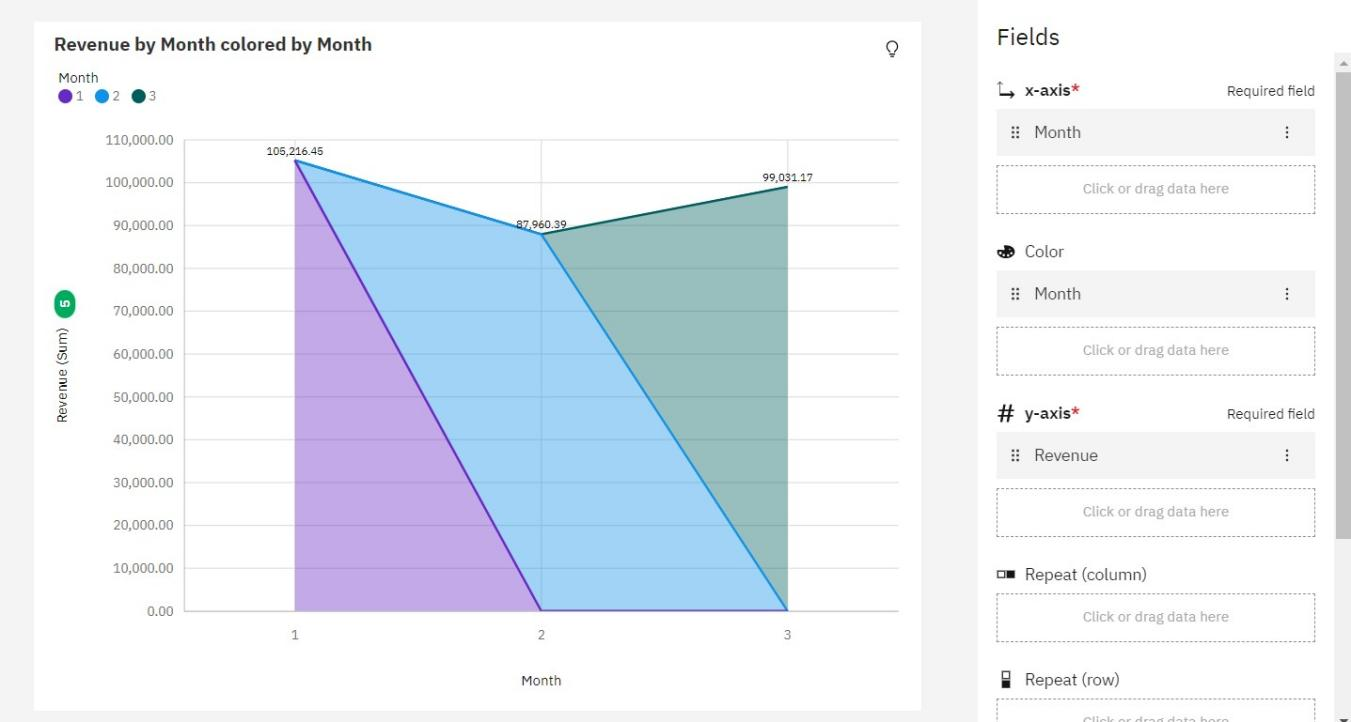 Revenue by Month colored by Month
Month
1 2 3
110,000.00
100,000.00
90,000.00
80,000.00
70,000.00
60,000.00
50,000.00
40,000.00
30,000.00
20,000.00
10,000.00
0.00
105,216.45
87,960.39
99,031.17
Revenue (Sum) 5
1 2 3
Month
Fields
x-axis* Required field
Month
Click or drag data here
Color
Month
Click or drag data here
# y-axis* Required field
Revenue
Click or drag data here
Repeat (column)
Click or drag data here
Repeat (row)
Click or drag data here